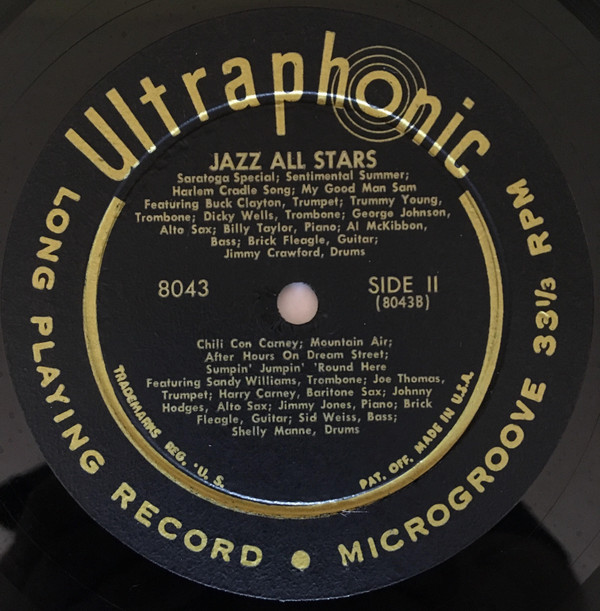 Ultraphonic
JAZZ ALL STARS
Saratoga Special; Sentimental Summer;
Harlem Cradle Song; My Good Man Sam
Featuring Buck Clayton, Trumpet; Trummy Young,
Trombone; Dicky Wells, Trombone; George Johnson,
Alto Sax; Billy Taylor, Piano; Al McKibbon,
Bass; Brick Fleagle, Guitar;
Jimmy Crawford, Drums
8043
SIDE II
(8043B)
Chili Con Carney; Mountain Air;
After Hours On Dream Street;
Sumpin' Jumpin' 'Round Here
Featuring Sandy Williams, Trombone; Joe Thomas,
Trumpet; Harry Carney, Baritone Sax; Johnny
Hodges, Alto Sax; Jimmy Jones, Piano; Brick
Fleagle, Guitar; Sid Weiss, Bass;
Shelly Manne, Drums
TRADEMARKS REG. 'U. S. PAT. OFF. MADE IN U.S.A.
LONG PLAYING RECORD • MICROGROOVE 33⅓ RPM